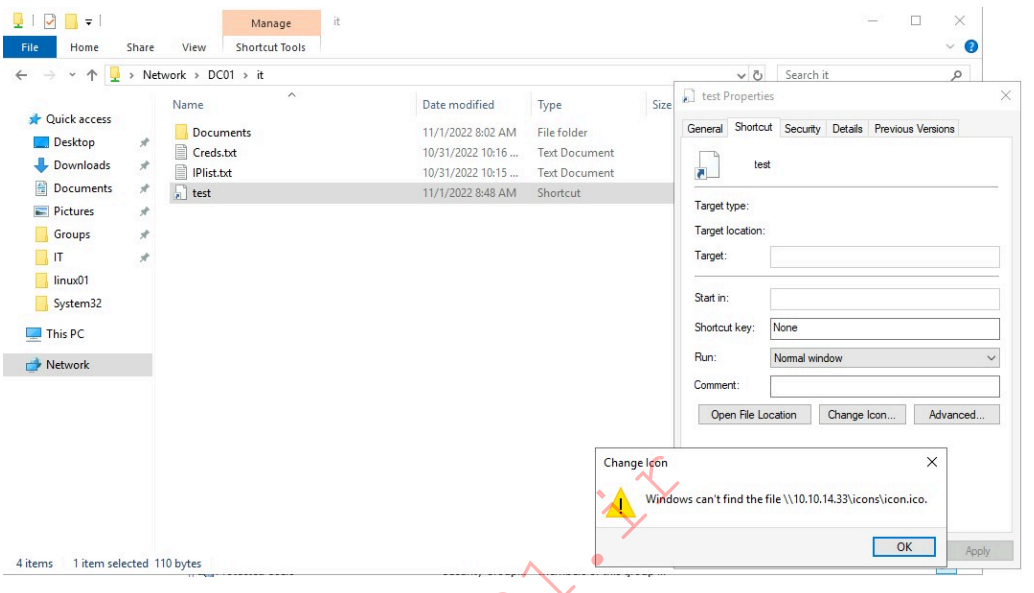 Manage it
File Home Share View Shortcut Tools
Network › DC01 › it Search it
Name Date modified Type Size
Quick access
Desktop
Downloads
Documents
Pictures
Groups
IT
linux01
System32
This PC
Network
Documents 11/1/2022 8:02 AM File folder
Creds.txt 10/31/2022 10:16 ... Text Document
IPlist.txt 10/31/2022 10:15 ... Text Document
test 11/1/2022 8:48 AM Shortcut
4 items 1 item selected 110 bytes
test Properties
General Shortcut Security Details Previous Versions
test
Target type:
Target location:
Target:
Start in:
Shortcut key: None
Run: Normal window
Comment:
Open File Location Change Icon... Advanced...
Change Icon
Windows can't find the file \\10.10.14.33\icons\icon.ico.
OK
Apply